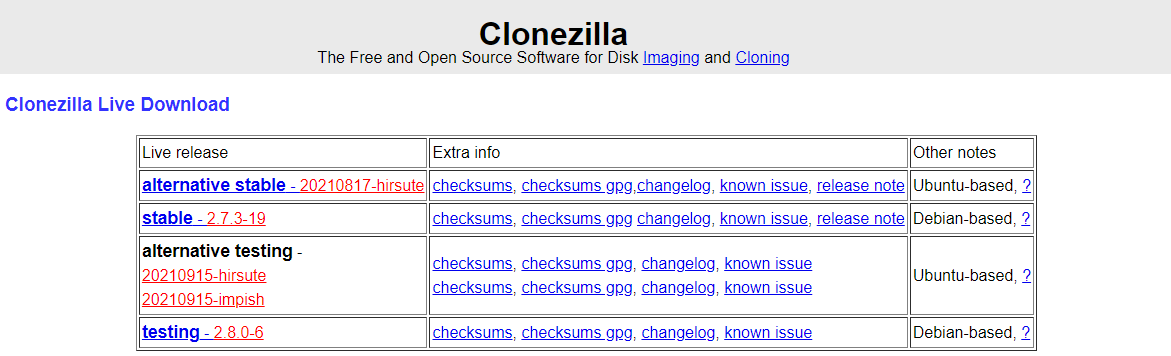 Clonezilla
The Free and Open Source Software for Disk Imaging and Cloning
Clonezilla Live Download
Live release Extra info Other notes
alternative stable - 20210817-hirsute checksums, checksums gpg,changelog, known issue, release note Ubuntu-based, ?
stable - 2.7.3-19 checksums, checksums gpg changelog, known issue, release note Debian-based, ?
alternative testing -
20210915-hirsute checksums, checksums gpg, changelog, known issue
20210915-impish checksums, checksums gpg, changelog, known issue
Ubuntu-based, ?
testing - 2.8.0-6 checksums, checksums gpg, changelog, known issue Debian-based, ?